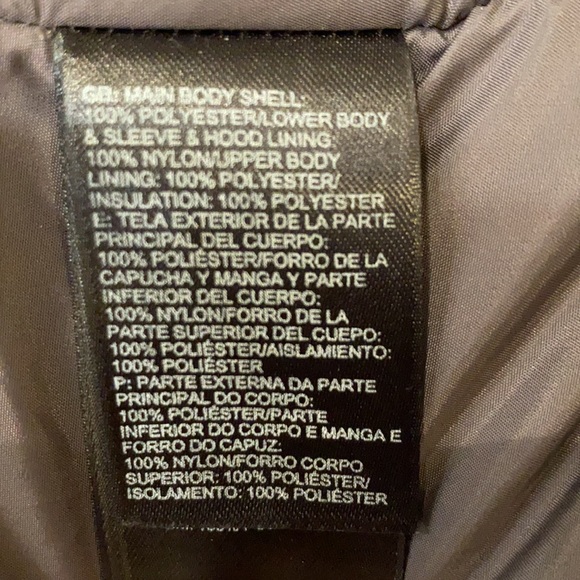 GB: MAIN BODY SHELL:
100% POLYESTER/LOWER BODY
& SLEEVE & HOOD LINING:
100% NYLON/UPPER BODY
LINING: 100% POLYESTER/
INSULATION: 100% POLYESTER
E: TELA EXTERIOR DE LA PARTE
PRINCIPAL DEL CUERPO:
100% POLIÉSTER/FORRO DE LA
CAPUCHA Y MANGA Y PARTE
INFERIOR DEL CUERPO:
100% NYLON/FORRO DE LA
PARTE SUPERIOR DEL CUEPO:
100% POLIÉSTER/AISLAMIENTO:
100% POLIÉSTER
P: PARTE EXTERNA DA PARTE
PRINCIPAL DO CORPO:
100% POLIÉSTER/PARTE
INFERIOR DO CORPO E MANGA E
FORRO DO CAPUZ:
100% NYLON/FORRO CORPO
SUPERIOR: 100% POLIÉSTER/
ISOLAMENTO: 100% POLIÉSTER